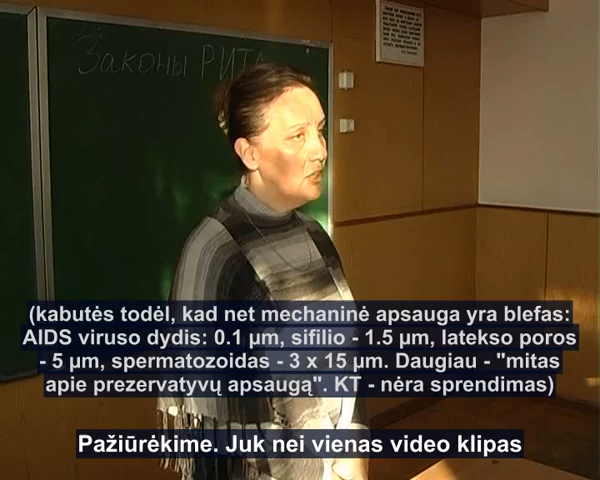 Законы РИТА
(kabutės todėl, kad net mechaninė apsauga yra blefas:
AIDS viruso dydis: 0.1 μm, sifilio - 1.5 μm, latekso poros
- 5 μm, spermatozoidas - 3 x 15 μm. Daugiau - "mitas
apie prezervatyvų apsaugą". KT - nėra sprendimas)
Pažiūrėkime. Juk nei vienas video klipas